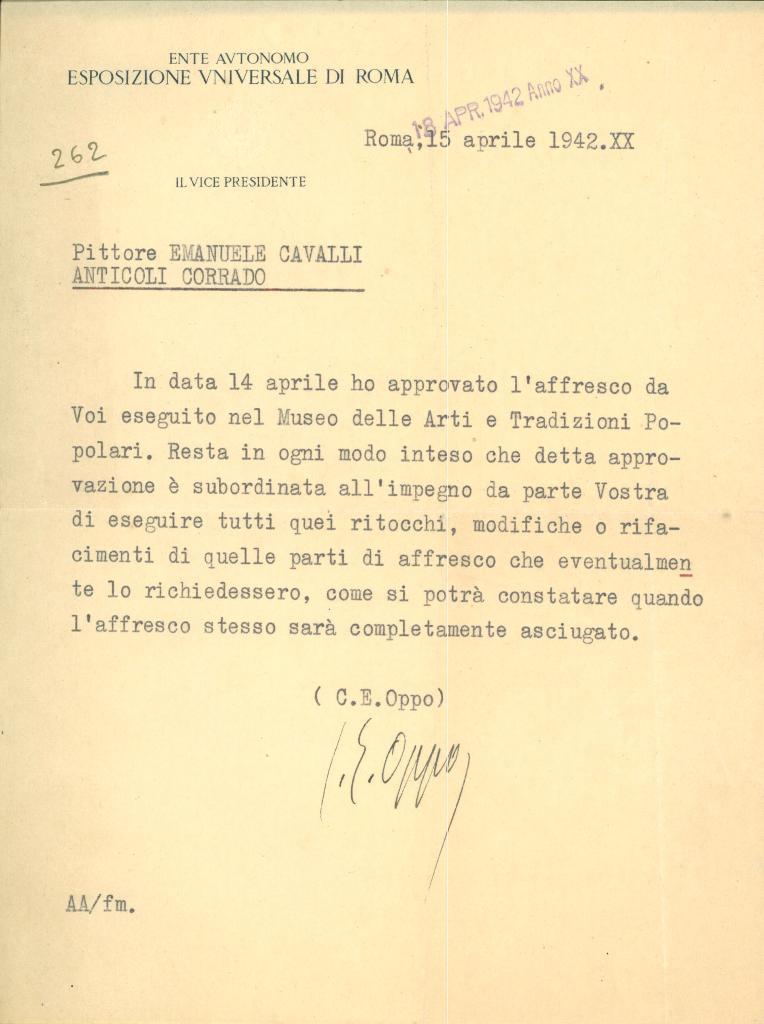 ENTE AVTONOMO
ESPOSIZIONE VNIVERSALE DI ROMA
18 APR. 1942 Anno XX
Roma, 15 aprile 1942.XX
262
IL VICE PRESIDENTE
Pittore EMANUELE CAVALLI
ANTICOLI CORRADO
In data 14 aprile ho approvato l'affresco da
Voi eseguito nel Museo delle Arti e Tradizioni Po-
polari. Resta in ogni modo inteso che detta appro-
vazione è subordinata all'impegno da parte Vostra
di eseguire tutti quei ritocchi, modifiche o rifa-
cimenti di quelle parti di affresco che eventualmen
te lo richiedessero, come si potrà constatare quando
l'affresco stesso sarà completamente asciugato.
( C.E.Oppo)
C.E.Oppo
AA/fm.